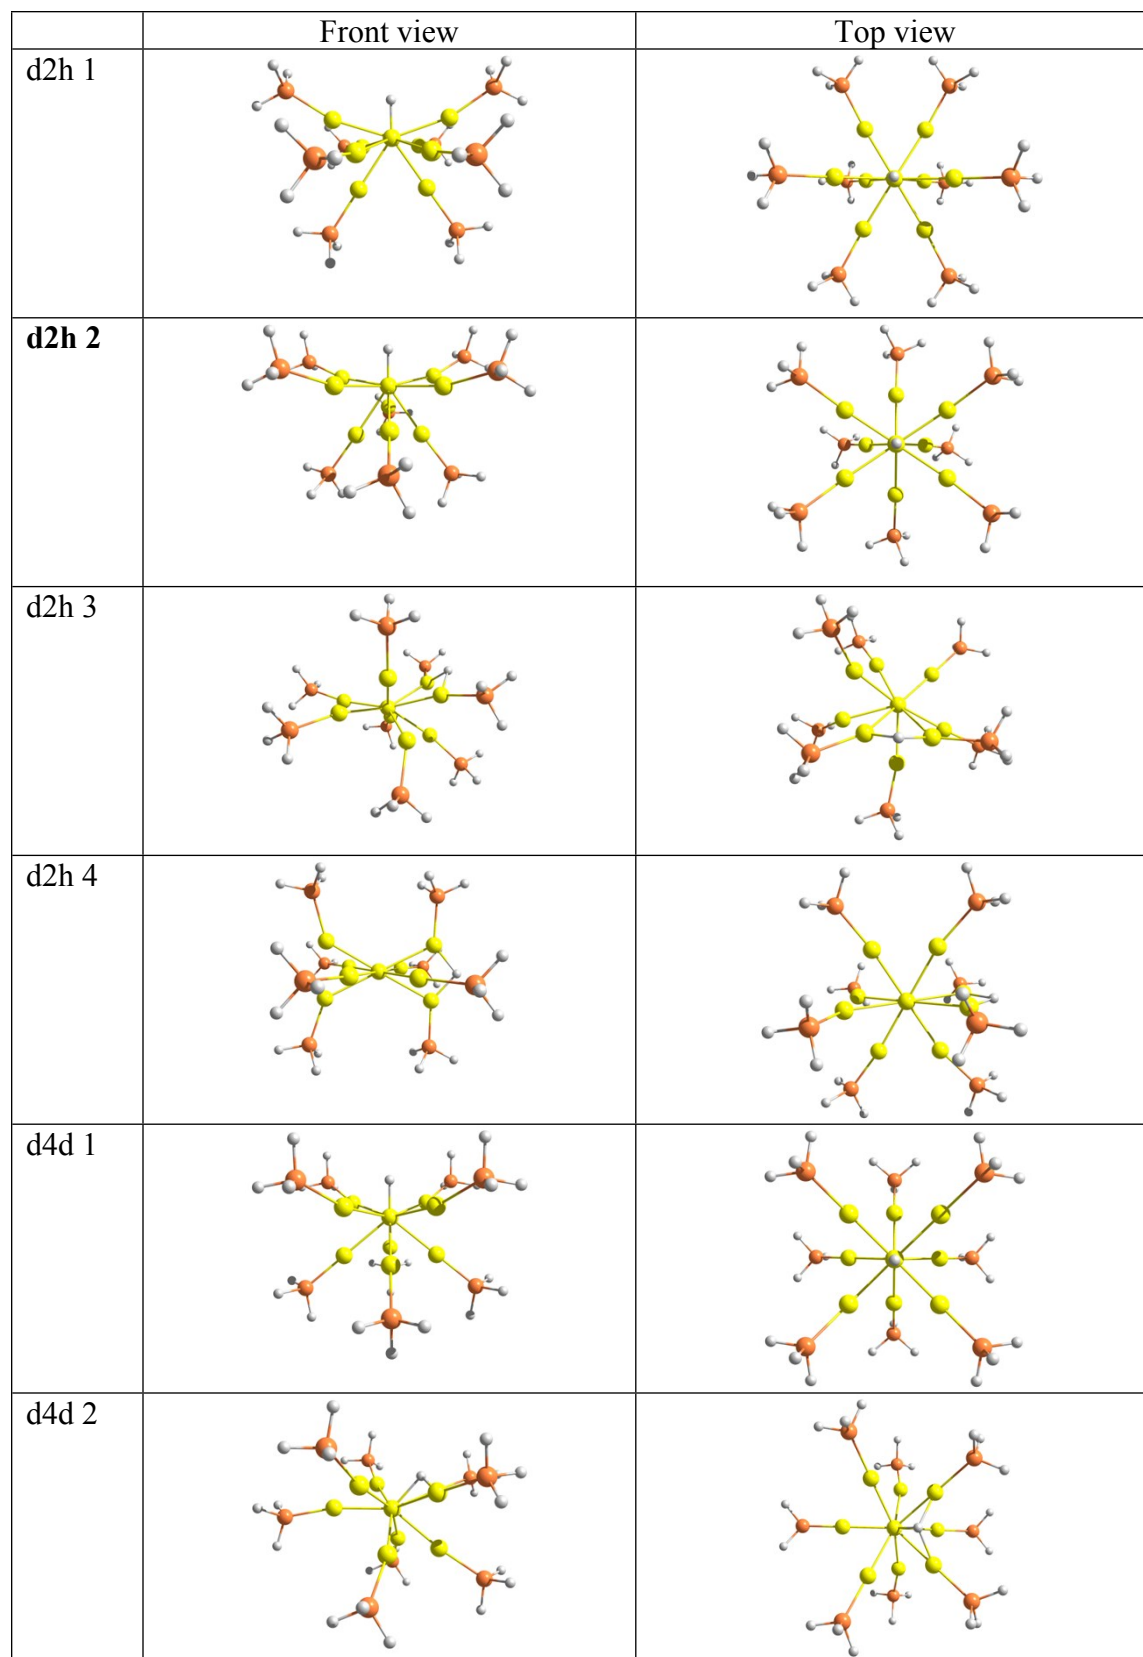 Front view
Top view
d2h 1
d2h 2
d2h 3
d2h 4
d4d 1
d4d 2